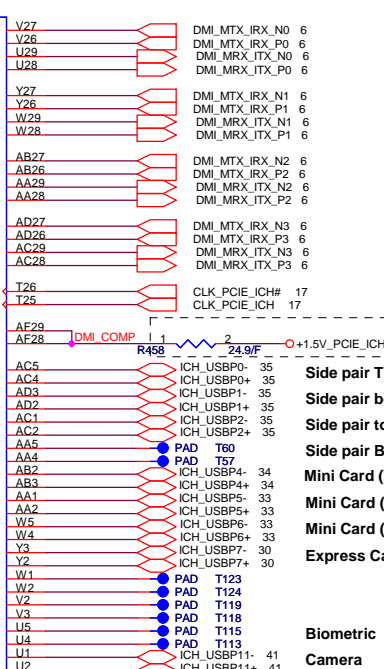 V27 DMI_MTX_IRX_N0 6
V26 DMI_MTX_IRX_P0 6
U29 DMI_MRX_ITX_N0 6
U28 DMI_MRX_ITX_P0 6
Y27 DMI_MTX_IRX_N1 6
Y26 DMI_MTX_IRX_P1 6
W29 DMI_MRX_ITX_N1 6
W28 DMI_MRX_ITX_P1 6
AB27 DMI_MTX_IRX_N2 6
AB26 DMI_MTX_IRX_P2 6
AA29 DMI_MRX_ITX_N2 6
AA28 DMI_MRX_ITX_P2 6
AD27 DMI_MTX_IRX_N3 6
AD26 DMI_MTX_IRX_P3 6
AC29 DMI_MRX_ITX_N3 6
AC28 DMI_MRX_ITX_P3 6
T26 CLK_PCIE_ICH# 17
T25 CLK_PCIE_ICH 17
AF29
AF28 DMI_COMP 1 2 +1.5V_PCIE_ICH
R458 24.9/F
AC5 ICH_USBP0- 35 Side pair T
AC4 ICH_USBP0+ 35
AD3 ICH_USBP1- 35 Side pair b
AD2 ICH_USBP1+ 35
AC1 ICH_USBP2- 35 Side pair to
AC2 ICH_USBP2+ 35
AA5 PAD T60 Side pair B
AA4 PAD T57
AB2 ICH_USBP4- 34 Mini Card (
AB3 ICH_USBP4+ 34
AA1 ICH_USBP5- 33 Mini Card (
AA2 ICH_USBP5+ 33
W5 ICH_USBP6- 33 Mini Card (
W4 ICH_USBP6+ 33
Y3 ICH_USBP7- 30 Express Ca
Y2 ICH_USBP7+ 30
W1 PAD T123
W2 PAD T124
V2 PAD T119
V3 PAD T118
U5 PAD T115 Biometric
U4 PAD T113
U1 ICH_USBP11- 41 Camera
U2 ICH_USBP11+ 41